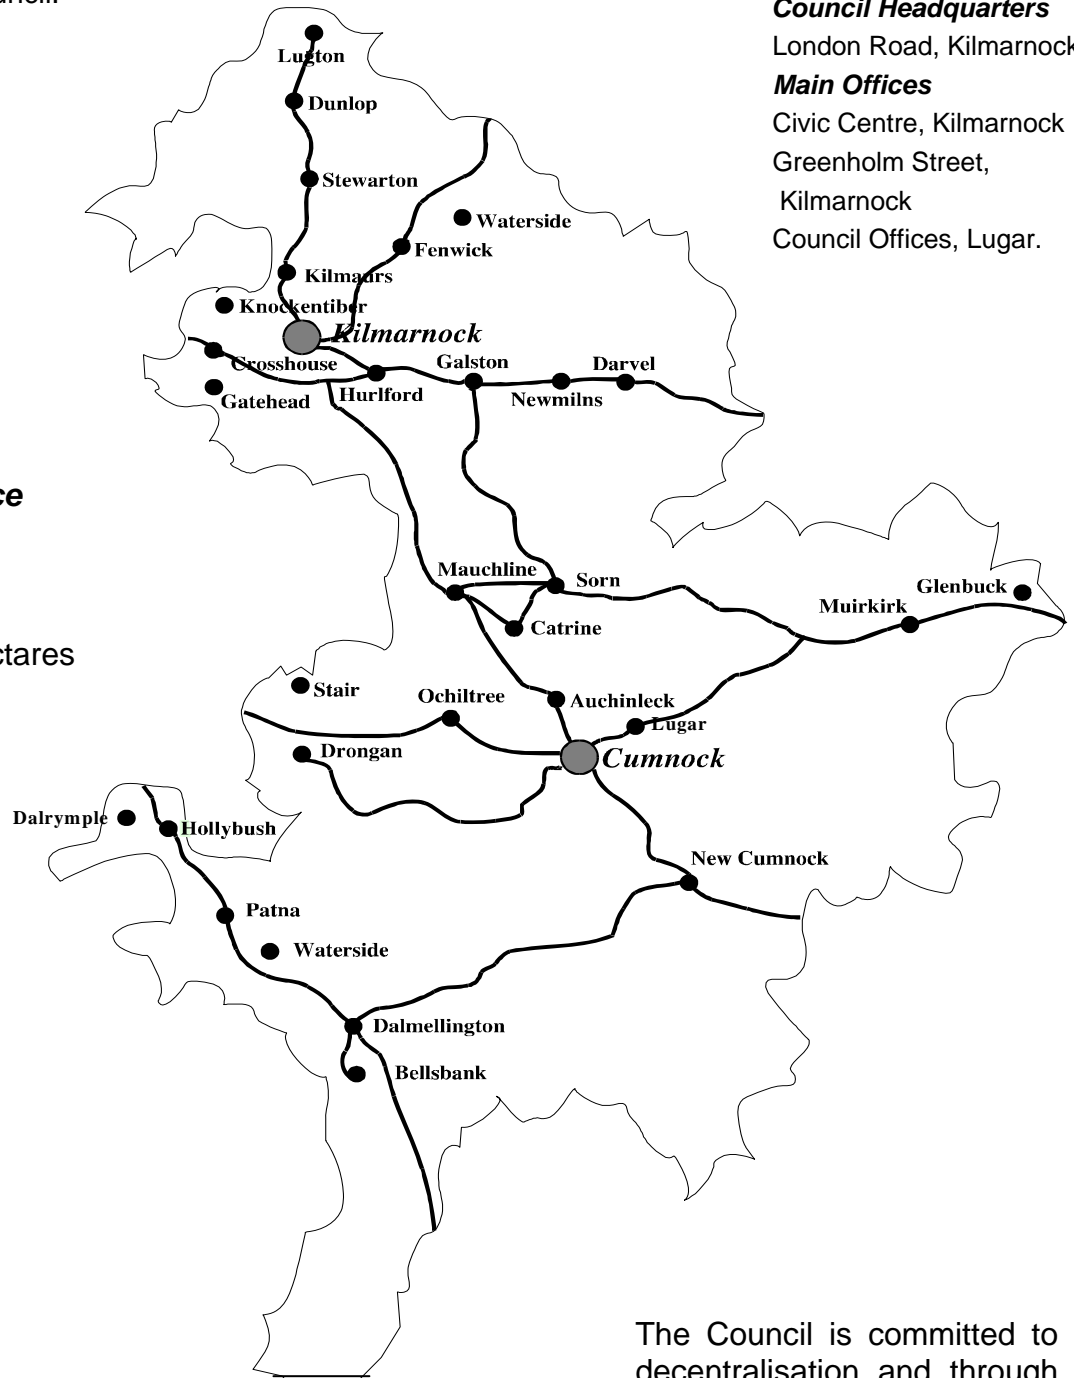 Council Headquarters
London Road, Kilmarnock
Main Offices
Civic Centre, Kilmarnock
Greenholm Street,
Kilmarnock
Council Offices, Lugar.
Lugton
Dunlop
Stewarton
Waterside
Fenwick
Kilmaurs
Knockentiber
Kilmarnock
Crosshouse
Galston
Darvel
Gatehead
Hurlford
Newmilns
ce
Mauchline
Sorn
Glenbuck
Muirkirk
Catrine
ctares
Stair
Ochiltree
Auchinleck
Lugar
Drongan
Cumnock
Dalrymple
Hollybush
New Cumnock
Patna
Waterside
Dalmellington
Bellsbank
The Council is committed to
decentralisation and through